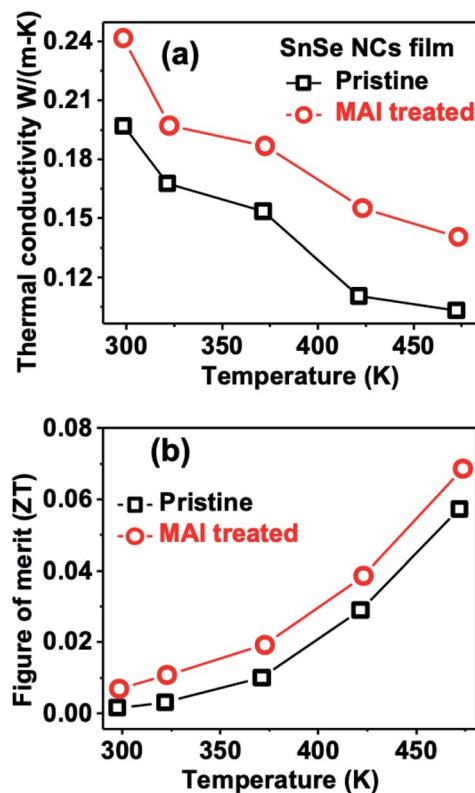 0.24
0.21
0.18
0.15
0.12
Thermal conductivity W/(m-K)
(a)
SnSe NCs film
Pristine
MAI treated
300 350 400 450
Temperature (K)
0.08
0.06
0.04
0.02
0.00
Figure of merit (ZT)
(b)
Pristine
MAI treated
300 350 400 450
Temperature (K)